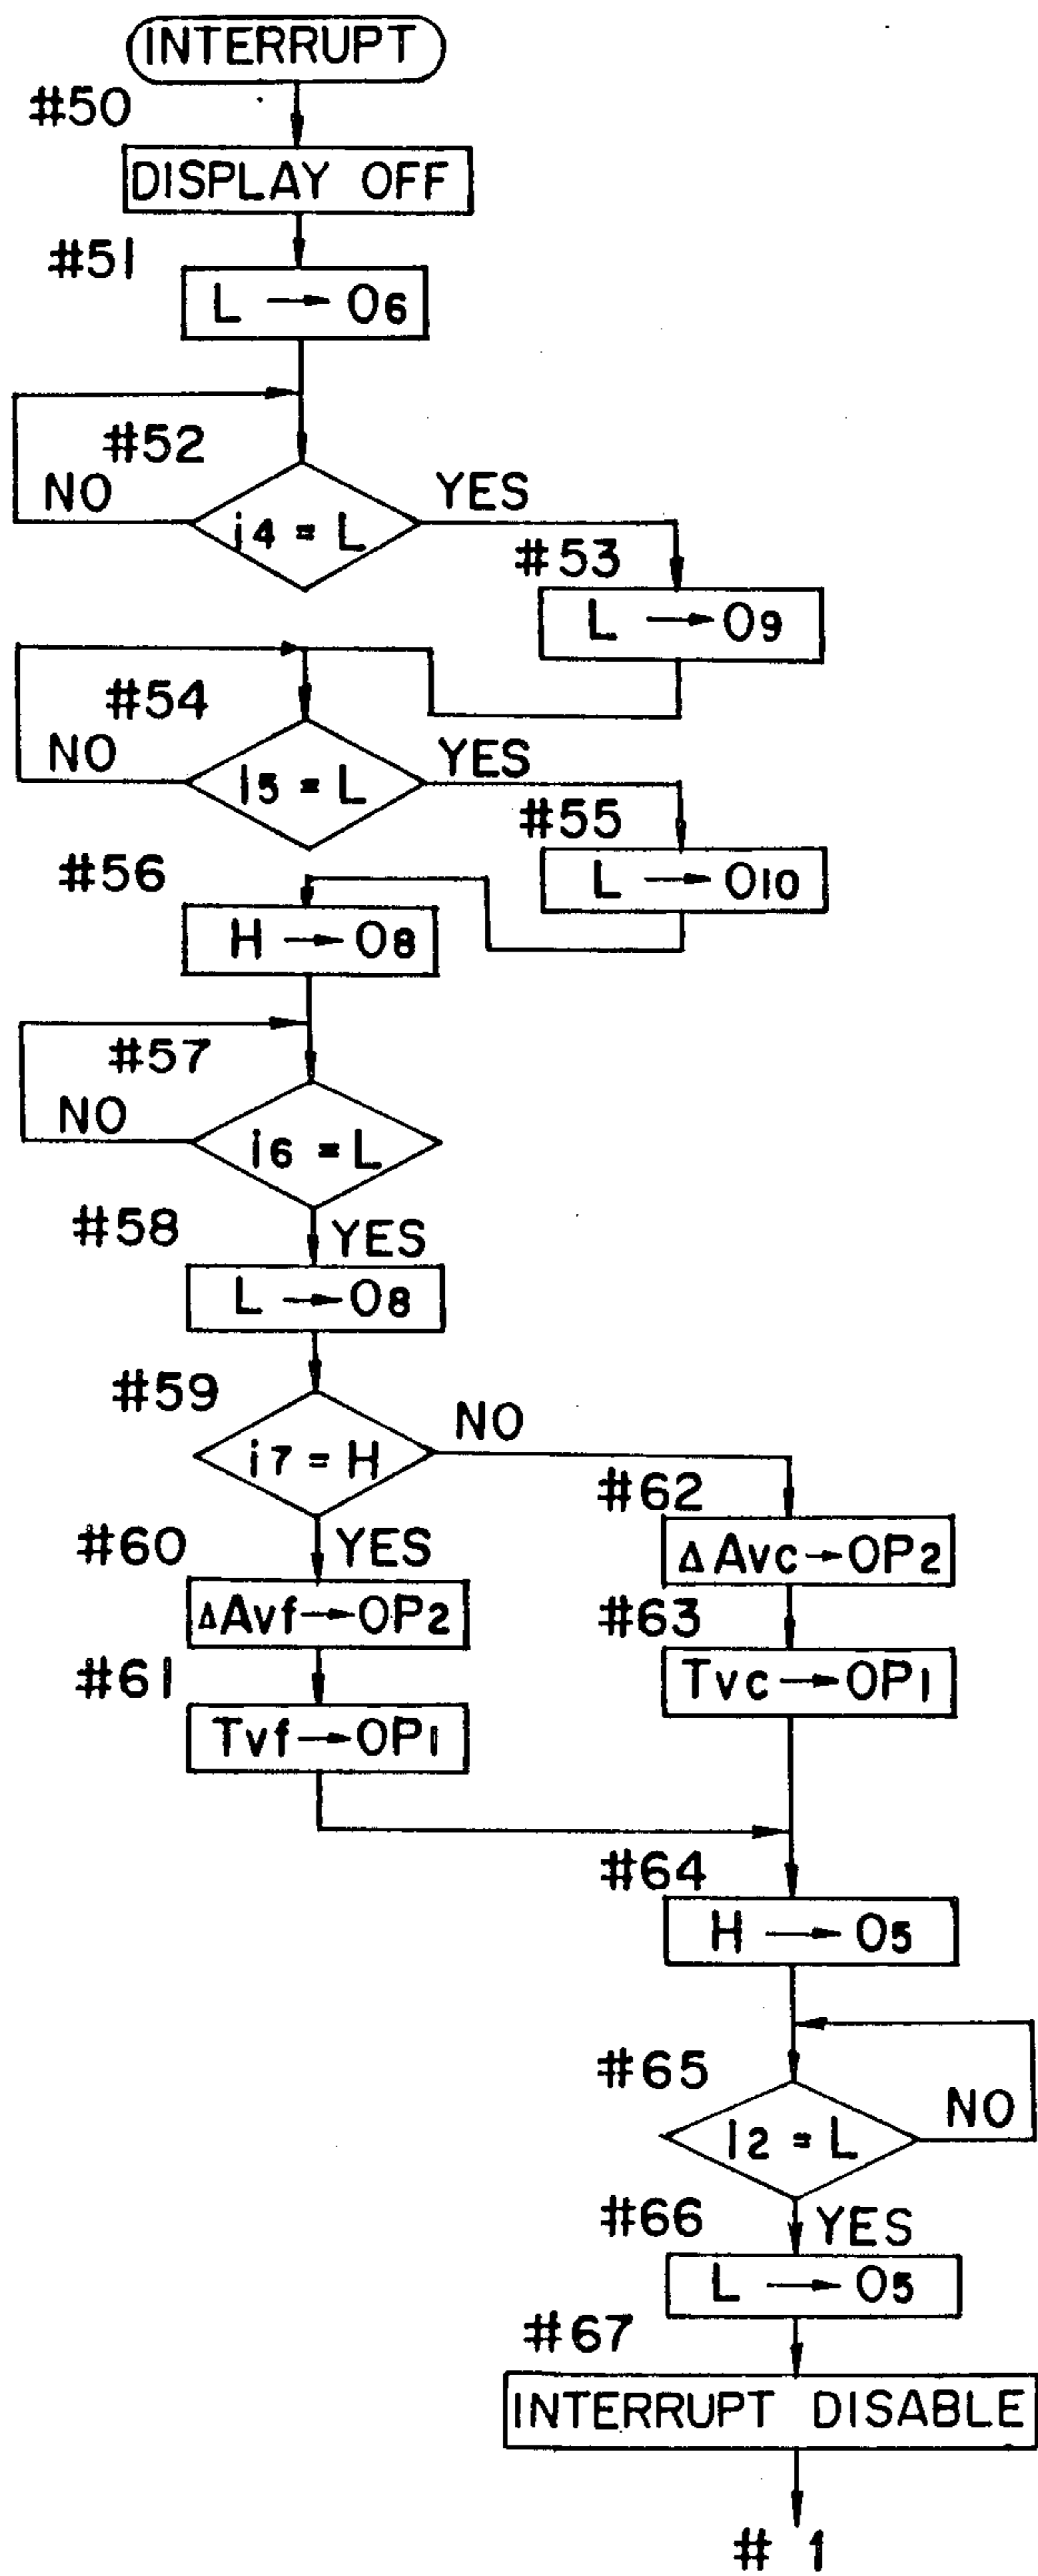 INTERRUPT
#50
DISPLAY OFF
#51
L → O6
#52
NO
YES
i4 = L
#53
L → O9
#54
NO
YES
i5 = L
#55
L → O10
#56
H → O8
#57
NO
i6 = L
#58
YES
L → O8
#59
NO
i7 = H
#62
ΔAvc → OP2
#60
YES
ΔAvf → OP2
#63
Tvc → OP1
#61
Tvf → OP1
#64
H → O5
#65
NO
i2 = L
#66
YES
L → O5
#67
INTERRUPT DISABLE
# 1